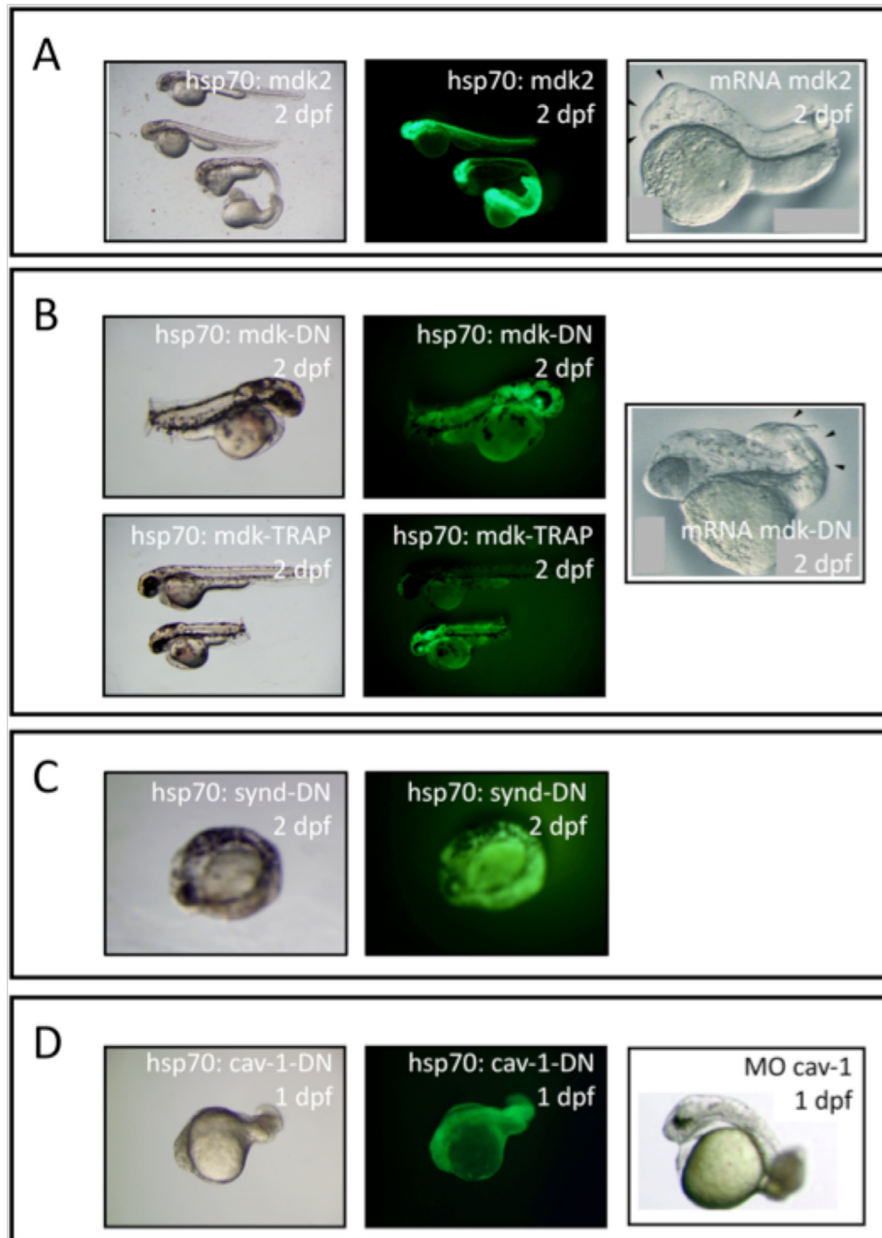 A
hsp70: mdk2
2 dpf
hsp70: mdk2
2 dpf
mRNA mdk2
2 dpf
B
hsp70: mdk-DN
2 dpf
hsp70: mdk-DN
2 dpf
hsp70: mdk-TRAP
2 dpf
hsp70: mdk-TRAP
2 dpf
mRNA mdk-DN
2 dpf
C
hsp70: synd-DN
2 dpf
hsp70: synd-DN
2 dpf
D
hsp70: cav-1-DN
1 dpf
hsp70: cav-1-DN
1 dpf
MO cav-1
1 dpf